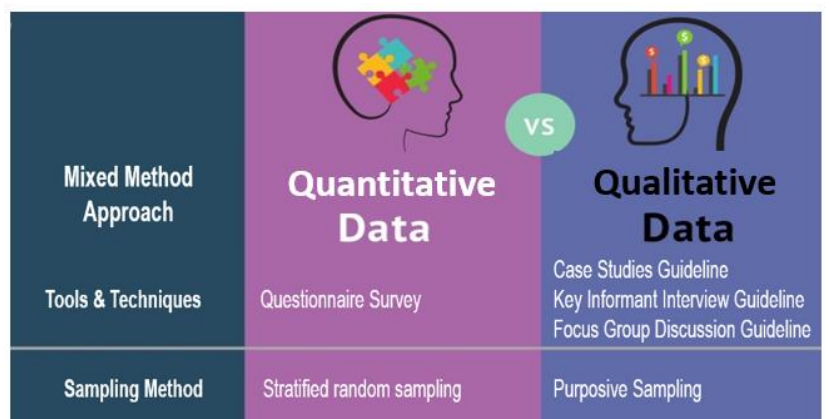 VS
Mixed Method
Approach
Quantitative
Data
Qualitative
Data
Tools & Techniques
Questionnaire Survey
Case Studies Guideline
Key Informant Interview Guideline
Focus Group Discussion Guideline
Sampling Method
Stratified random sampling
Purposive Sampling